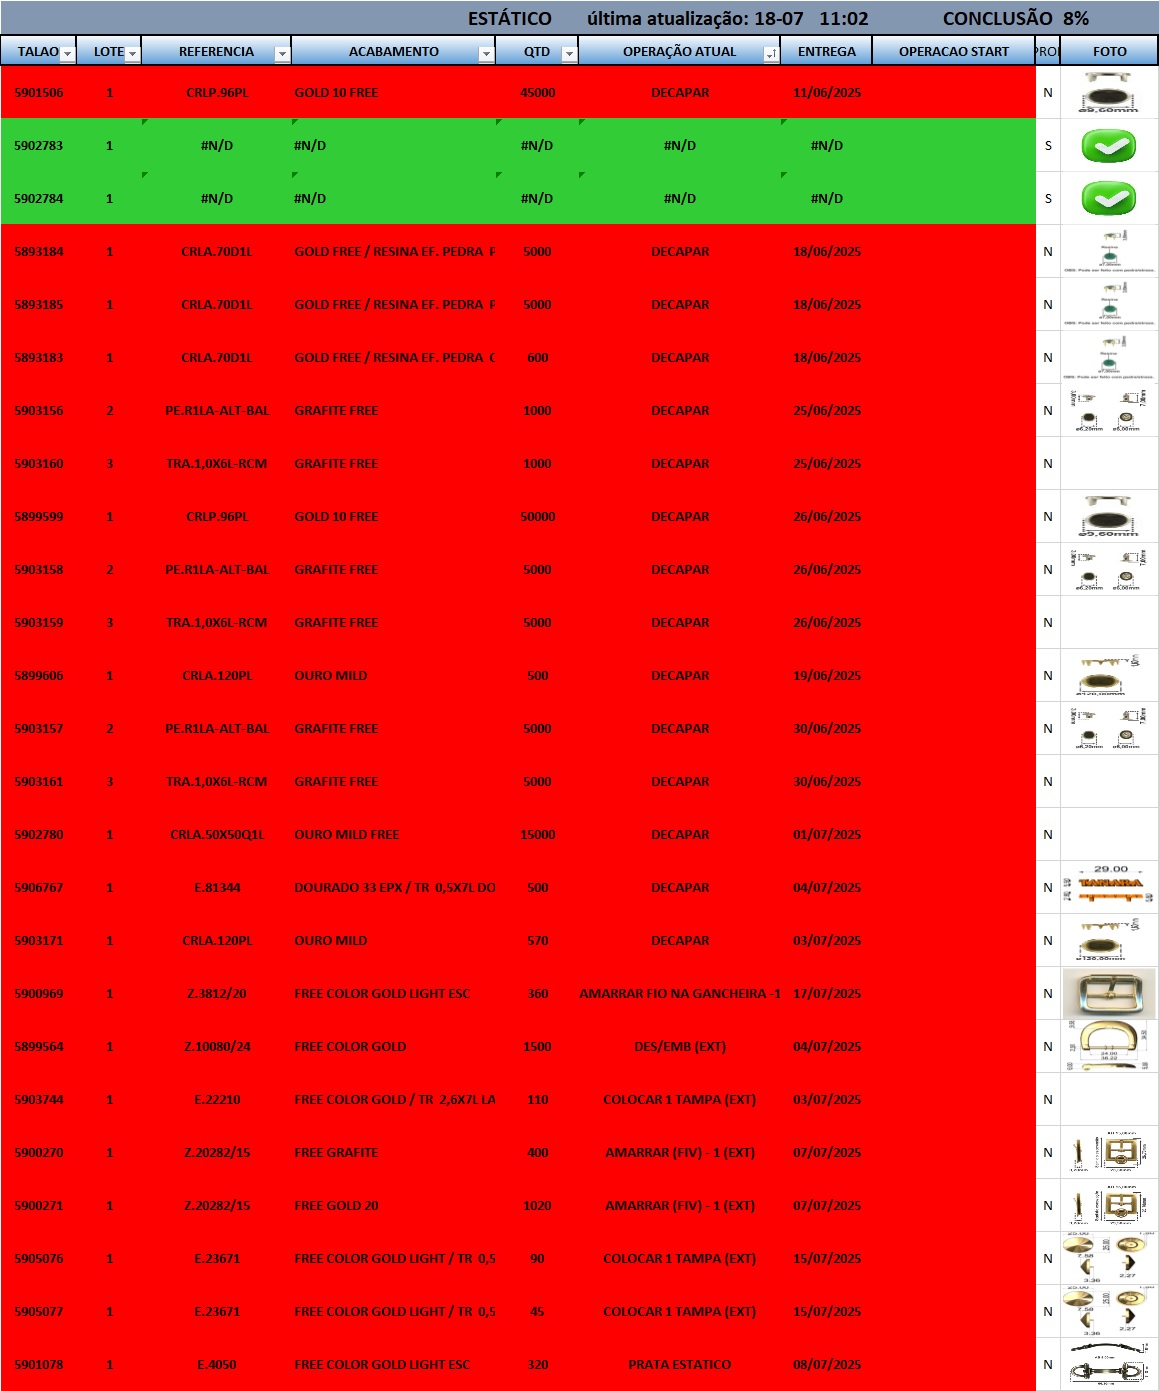 ESTÁTICO última atualização: 18-07 11:02 CONCLUSÃO 8%
TALAO LOTE REFERENCIA ACABAMENTO QTD OPERAÇÃO ATUAL ENTREGA OPERACAO START FOTO
5901506 1 CRLP.96PL GOLD 10 FREE 45000 DECAPAR 11/06/2025 N
5902783 1 #N/D #N/D #N/D #N/D #N/D S
5902784 1 #N/D #N/D #N/D #N/D #N/D S
5893184 1 CRLA.70D1L GOLD FREE / RESINA EF. PEDRA 5000 DECAPAR 18/06/2025 N
5893185 1 CRLA.70D1L GOLD FREE / RESINA EF. PEDRA 5000 DECAPAR 18/06/2025 N
5893183 1 CRLA.70D1L GOLD FREE / RESINA EF. PEDRA 600 DECAPAR 18/06/2025 N
5903156 2 PE.R1LA-ALT-BAL GRAFITE FREE 1000 DECAPAR 25/06/2025 N
5903160 3 TRA.1,0X6L-RCM GRAFITE FREE 1000 DECAPAR 25/06/2025 N
5899599 1 CRLP.96PL GOLD 10 FREE 50000 DECAPAR 26/06/2025 N
5903158 2 PE.R1LA-ALT-BAL GRAFITE FREE 5000 DECAPAR 26/06/2025 N
5903159 3 TRA.1,0X6L-RCM GRAFITE FREE 5000 DECAPAR 26/06/2025 N
5899606 1 CRLA.120PL OURO MILD 500 DECAPAR 19/06/2025 N
5903157 2 PE.R1LA-ALT-BAL GRAFITE FREE 5000 DECAPAR 30/06/2025 N
5903161 3 TRA.1,0X6L-RCM GRAFITE FREE 5000 DECAPAR 30/06/2025 N
5902780 1 CRLA.50X50Q1L OURO MILD FREE 15000 DECAPAR 01/07/2025 N
5906767 1 E.81344 DOURADO 33 EPX / TR 0,5X7L DO 500 DECAPAR 04/07/2025 N 29.00
5903171 1 CRLA.120PL OURO MILD 570 DECAPAR 03/07/2025 N
5900969 1 Z.3812/20 FREE COLOR GOLD LIGHT ESC 360 AMARRAR FIO NA GANCHEIRA -1 17/07/2025 N
5899564 1 Z.10080/24 FREE COLOR GOLD 1500 DES/EMB (EXT) 04/07/2025 N
5903744 1 E.22210 FREE COLOR GOLD / TR 2,6X7L LA 110 COLOCAR 1 TAMPA (EXT) 03/07/2025 N
5900270 1 Z.20282/15 FREE GRAFITE 400 AMARRAR (FIV) - 1 (EXT) 07/07/2025 N
5900271 1 Z.20282/15 FREE GOLD 20 1020 AMARRAR (FIV) - 1 (EXT) 07/07/2025 N
5905076 1 E.23671 FREE COLOR GOLD LIGHT / TR 0,5 90 COLOCAR 1 TAMPA (EXT) 15/07/2025 N
5905077 1 E.23671 FREE COLOR GOLD LIGHT / TR 0,5 45 COLOCAR 1 TAMPA (EXT) 15/07/2025 N
5901078 1 E.4050 FREE COLOR GOLD LIGHT ESC 320 PRATA ESTATICO 08/07/2025 N